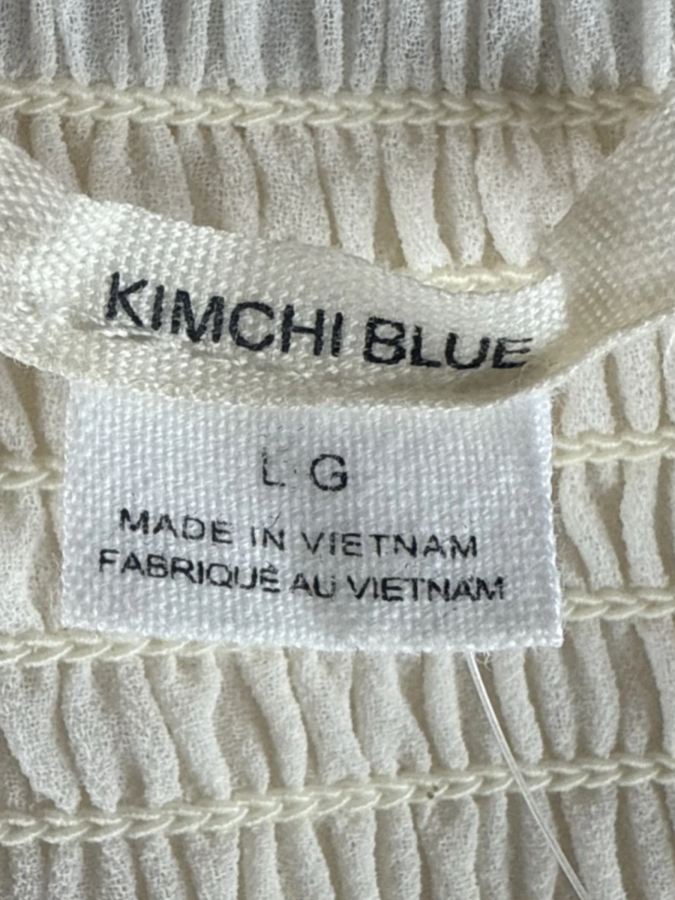 KIMCHI BLUE
L G
MADE IN VIETNAM
FABRIQUÉ AU VIETNAM